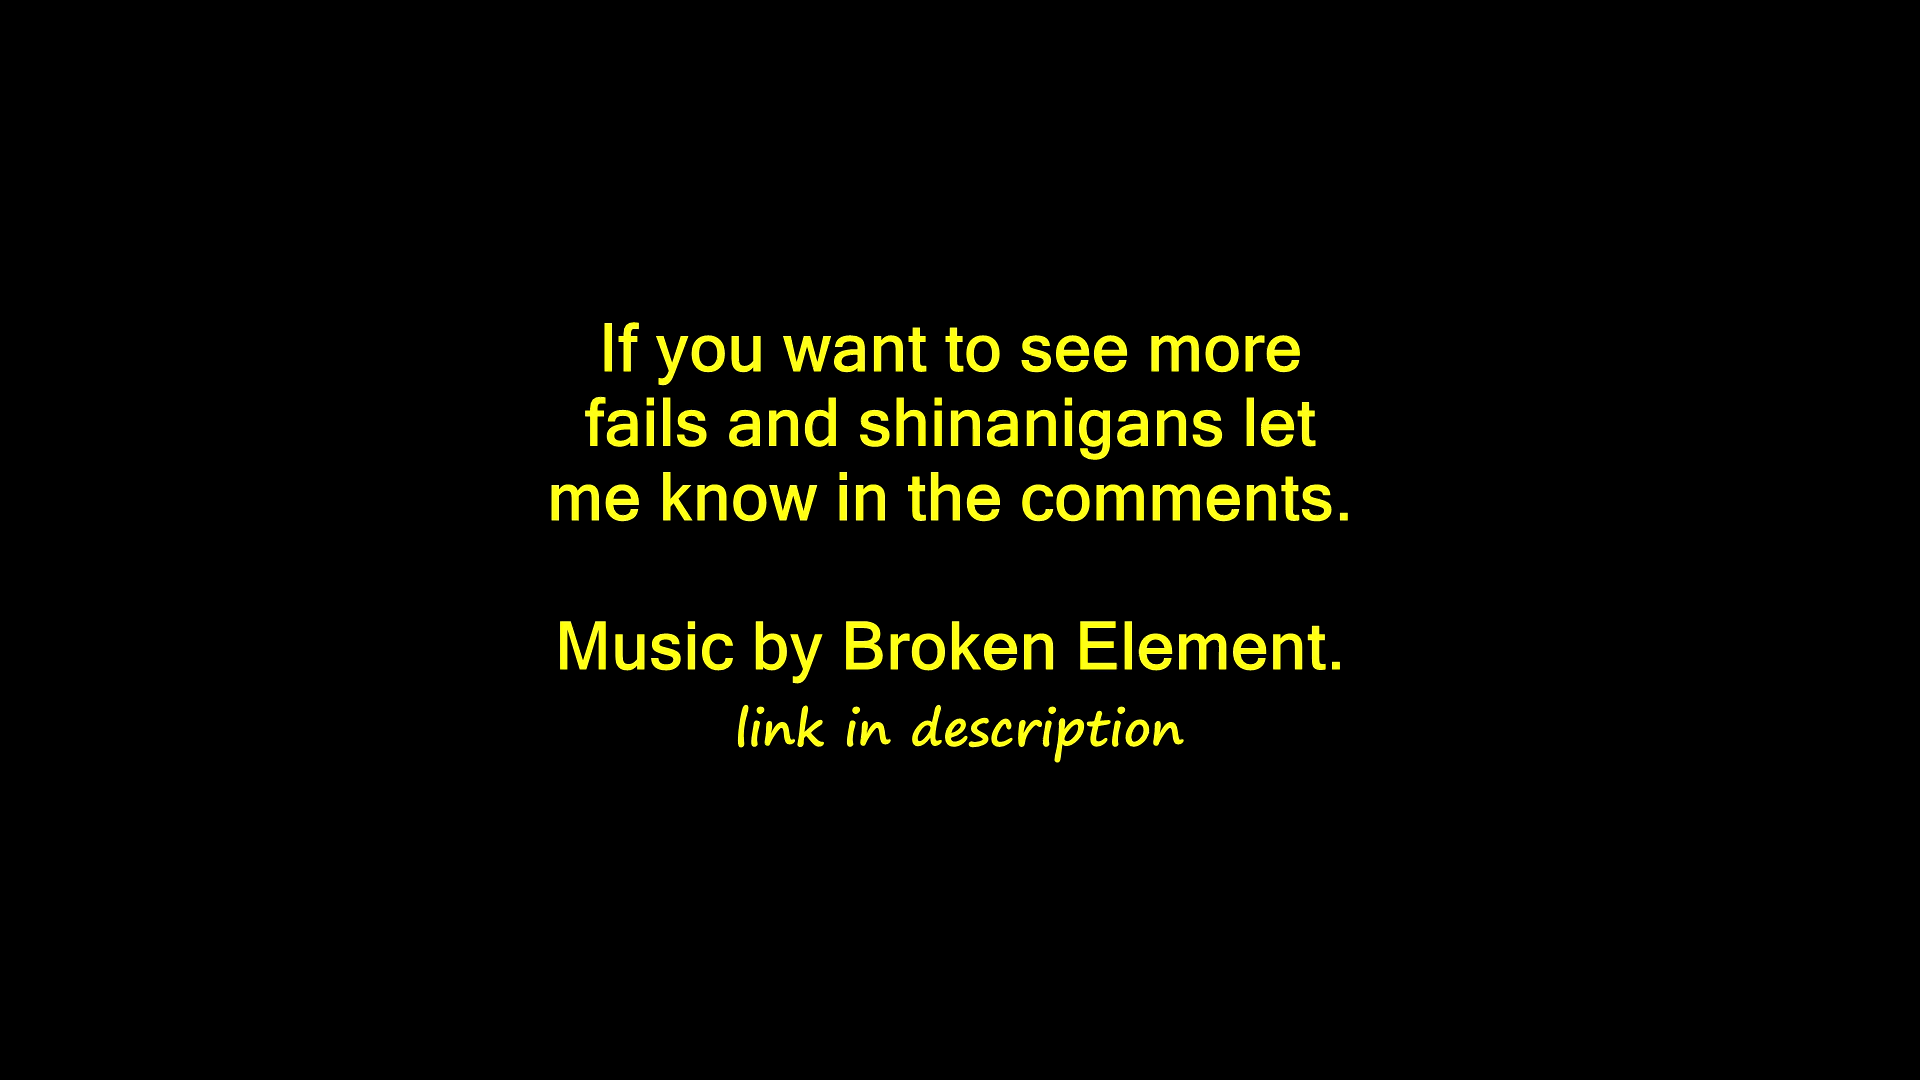 If you want to see more
fails and shinanigans let
me know in the comments.
Music by Broken Element.
link in description